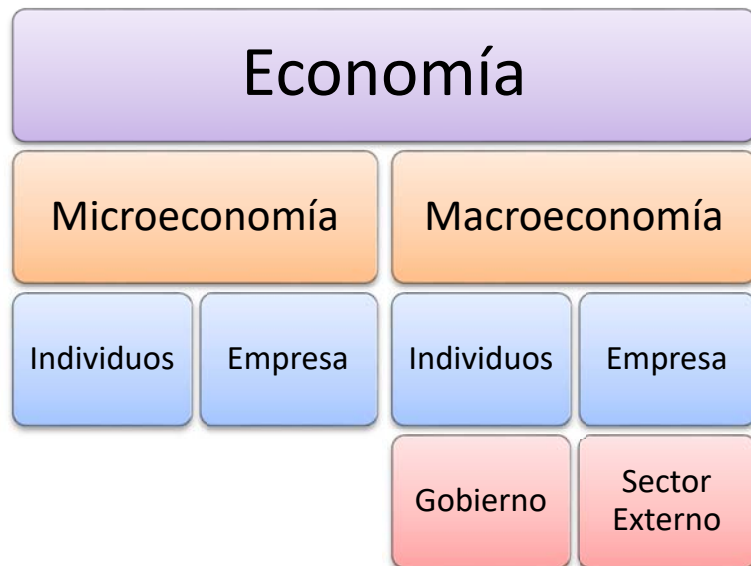 Economía
Microeconomía
Macroeconomía
Individuos
Empresa
Individuos
Empresa
Gobierno
Sector
Externo